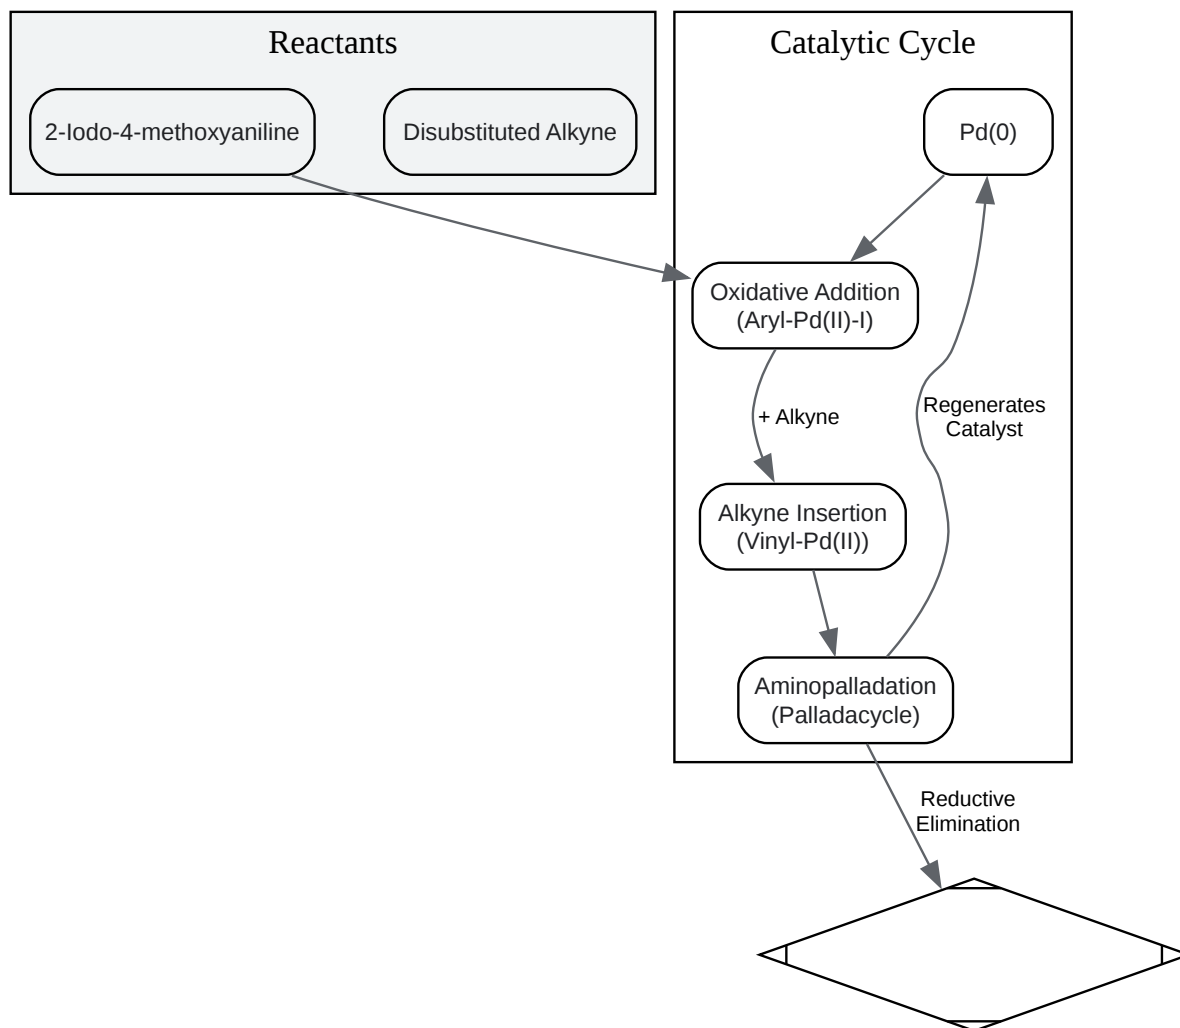 Reactants
Catalytic Cycle
2-Iodo-4-methoxyaniline
Disubstituted Alkyne
Pd(0)
Oxidative Addition
(Aryl-Pd(II)-I)
+ Alkyne
Regenerates
Catalyst
Alkyne Insertion
(Vinyl-Pd(II))
Aminopalladation
(Palladacycle)
Reductive
Elimination